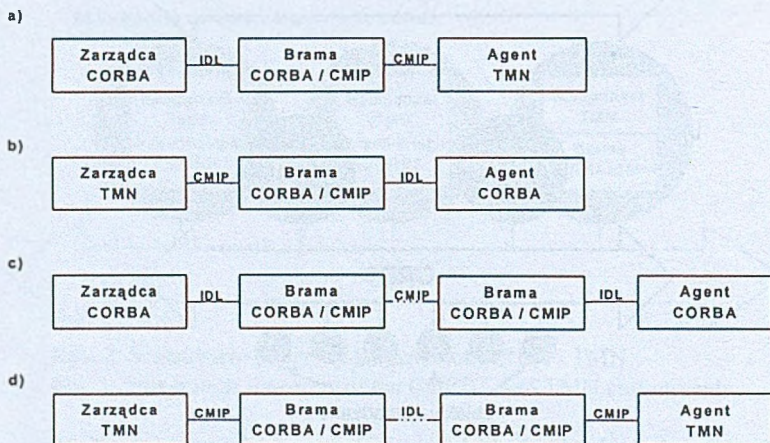 a)
Zarządca CORBA
IDL
Brama CORBA / CMIP
CMIP
Agent TMN
b)
Zarządca TMN
CMIP
Brama CORBA / CMIP
IDL
Agent CORBA
c)
Zarządca CORBA
IDL
Brama CORBA / CMIP
CMIP
Brama CORBA / CMIP
IDL
Agent CORBA
d)
Zarządca TMN
CMIP
Brama CORBA / CMIP
IDL
Brama CORBA / CMIP
CMIP
Agent TMN